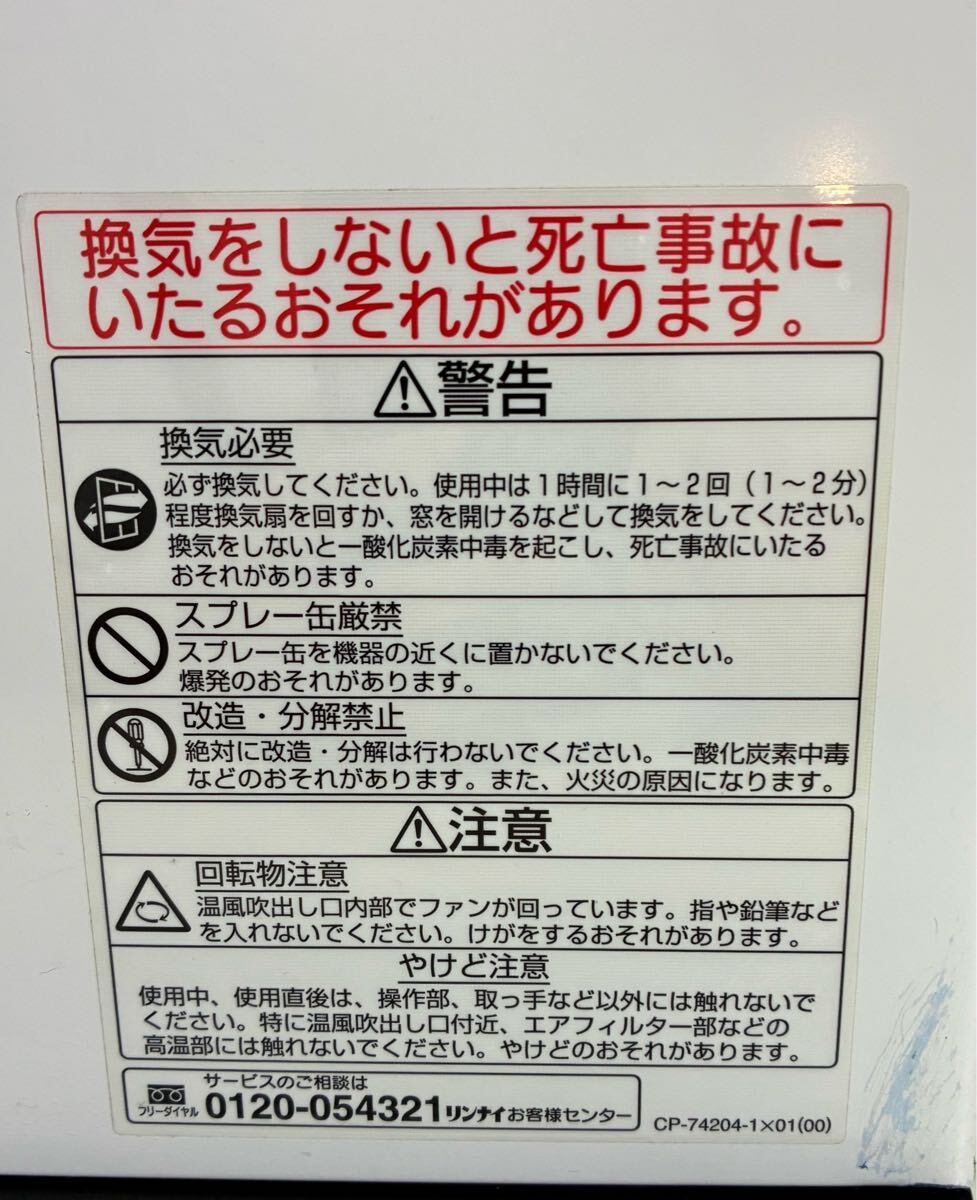 換気をしないと死亡事故に
いたるおそれがあります。
警告
換気必要
必ず換気してください。使用中は1時間に1～2回(1～2分)
程度換気扇を回すか、窓を開けるなどして換気をしてください。
換気をしないと一酸化炭素中毒を起こし、死亡事故にいたる
おそれがあります。
スプレー缶厳禁
スプレー缶を機器の近くに置かないでください。
爆発のおそれがあります。
改造・分解禁止
絶対に改造・分解は行わないでください。一酸化炭素中毒
などのおそれがあります。また、火災の原因になります。
注意
回転物注意
温風吹出し口内部でファンが回っています。指や鉛筆など
を入れないでください。けがをするおそれがあります。
やけど注意
使用中、使用直後は、操作部、取っ手など以外には触れないで
ください。特に温風吹出し口付近、エアフィルター部などの
高温部には触れないでください。やけどのおそれがあります。
サービスのご相談は
フリーダイヤル 0120-054321 リンナイお客様センター
CP-74204-1×01(00)